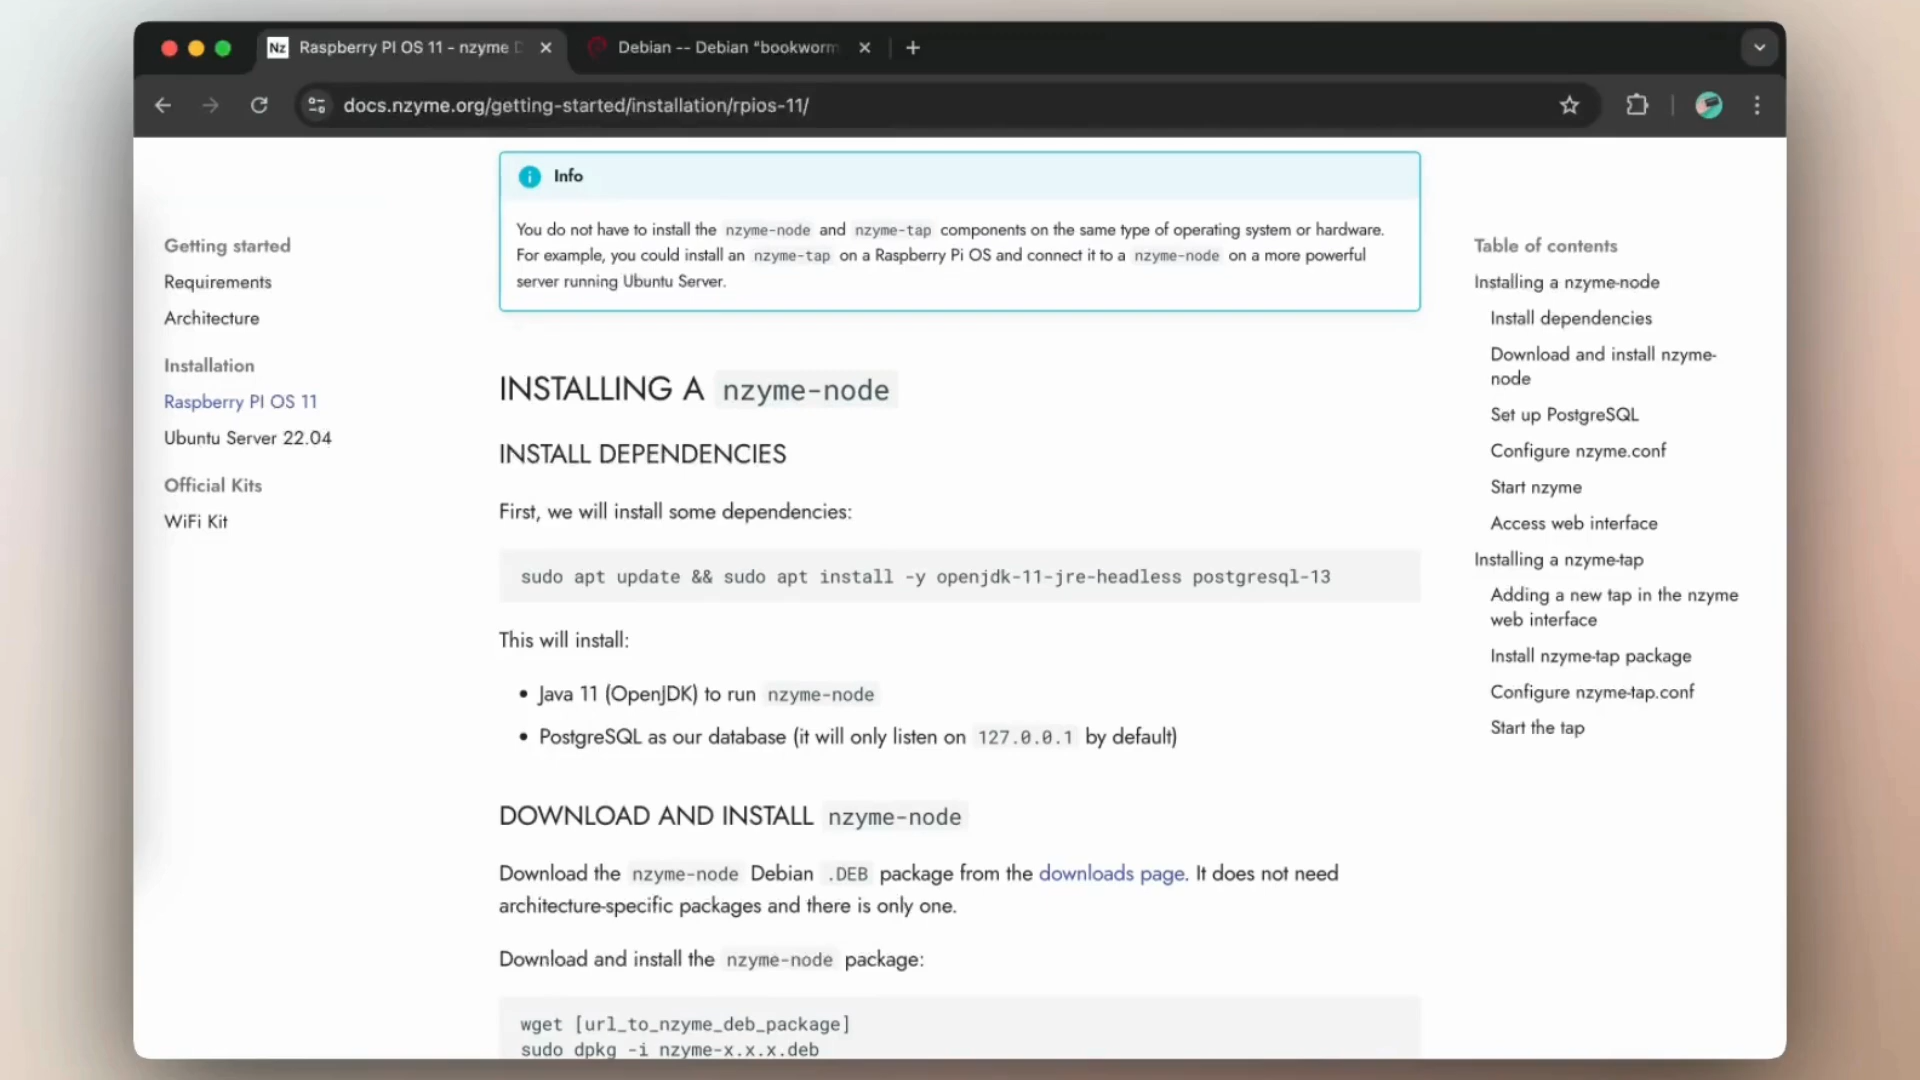 Nz Raspberry PI OS 11 - nzyme D
Debian -- Debian "bookworm
docs.nzyme.org/getting-started/installation/rpios-11/
Getting started
Requirements
Architecture
Installation
Raspberry PI OS 11
Ubuntu Server 22.04
Official Kits
WiFi Kit
Info
You do not have to install the nzyme-node and nzyme-tap components on the same type of operating system or hardware.
For example, you could install an nzyme-tap on a Raspberry Pi OS and connect it to a nzyme-node on a more powerful
server running Ubuntu Server.
INSTALLING A nzyme-node
INSTALL DEPENDENCIES
First, we will install some dependencies:
sudo apt update && sudo apt install -y openjdk-11-jre-headless postgresql-13
This will install:
• Java 11 (OpenJDK) to run nzyme-node
• PostgreSQL as our database (it will only listen on 127.0.0.1 by default)
DOWNLOAD AND INSTALL nzyme-node
Download the nzyme-node Debian .DEB package from the downloads page. It does not need
architecture-specific packages and there is only one.
Download and install the nzyme-node package:
wget [url_to_nzyme_deb_package]
sudo dpkg -i nzyme-x.x.x.deb
Table of contents
Installing a nzyme-node
Install dependencies
Download and install nzyme-
node
Set up PostgreSQL
Configure nzyme.conf
Start nzyme
Access web interface
Installing a nzyme-tap
Adding a new tap in the nzyme
web interface
Install nzyme-tap package
Configure nzyme-tap.conf
Start the tap